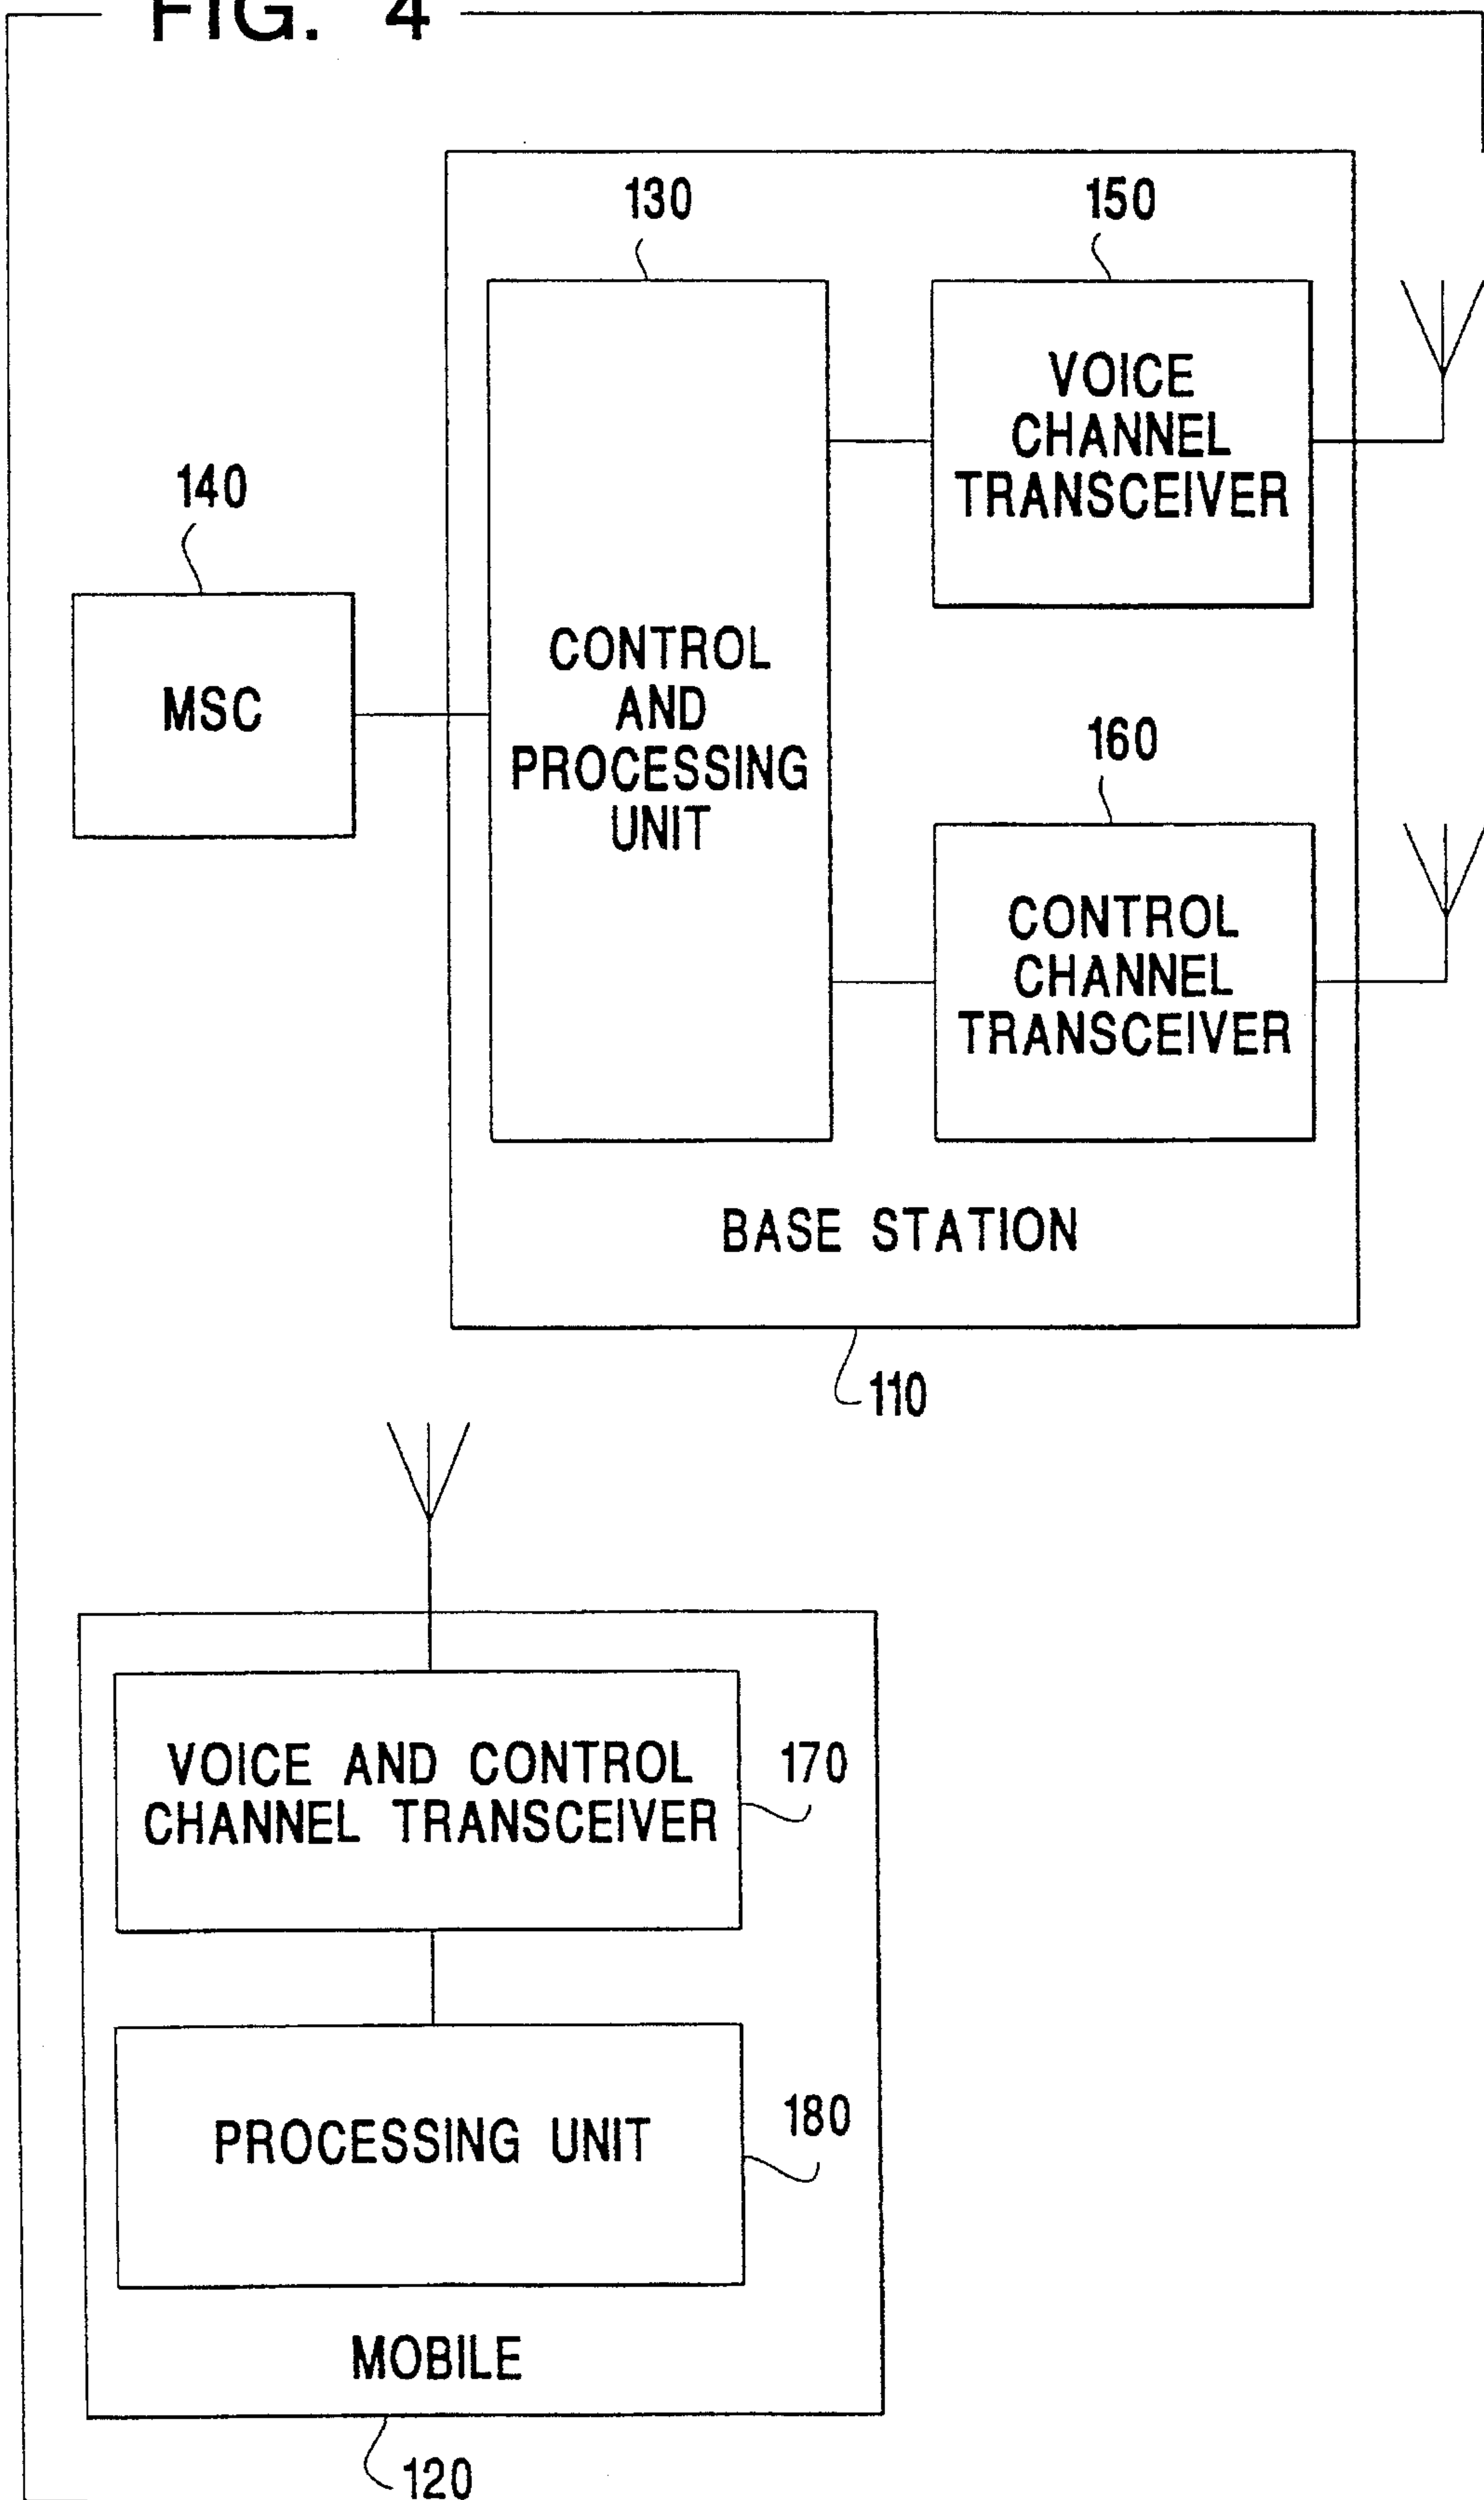 FIG. 4
130
150
VOICE
CHANNEL
TRANSCEIVER
140
MSC
CONTROL
AND
PROCESSING
UNIT
160
CONTROL
CHANNEL
TRANSCEIVER
BASE STATION
110
VOICE AND CONTROL
CHANNEL TRANSCEIVER
170
PROCESSING UNIT
180
MOBILE
120